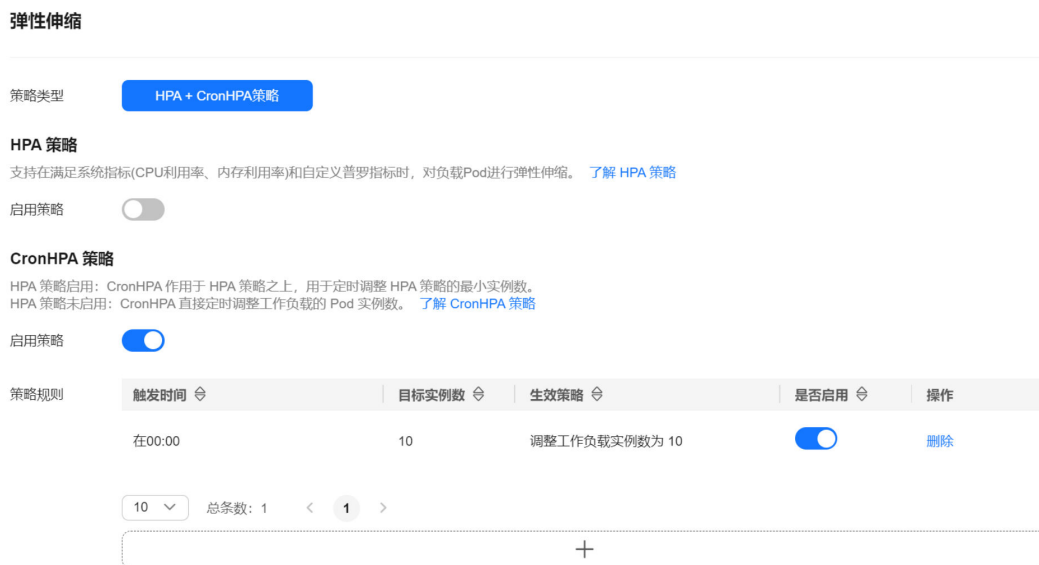 弹性伸缩
策略类型 HPA + CronHPA策略
HPA 策略
支持在满足系统指标(CPU利用率、内存利用率)和自定义普罗指标时，对负载Pod进行弹性伸缩。 了解 HPA 策略
启用策略
CronHPA 策略
HPA 策略启用：CronHPA 作用于 HPA 策略之上，用于定时调整 HPA 策略的最小实例数。
HPA 策略未启用：CronHPA 直接定时调整工作负载的 Pod 实例数。 了解 CronHPA 策略
启用策略
策略规则 触发时间 目标实例数 生效策略 是否启用 操作
在00:00 10 调整工作负载实例数为 10 删除
10 总条数：1 < 1 >